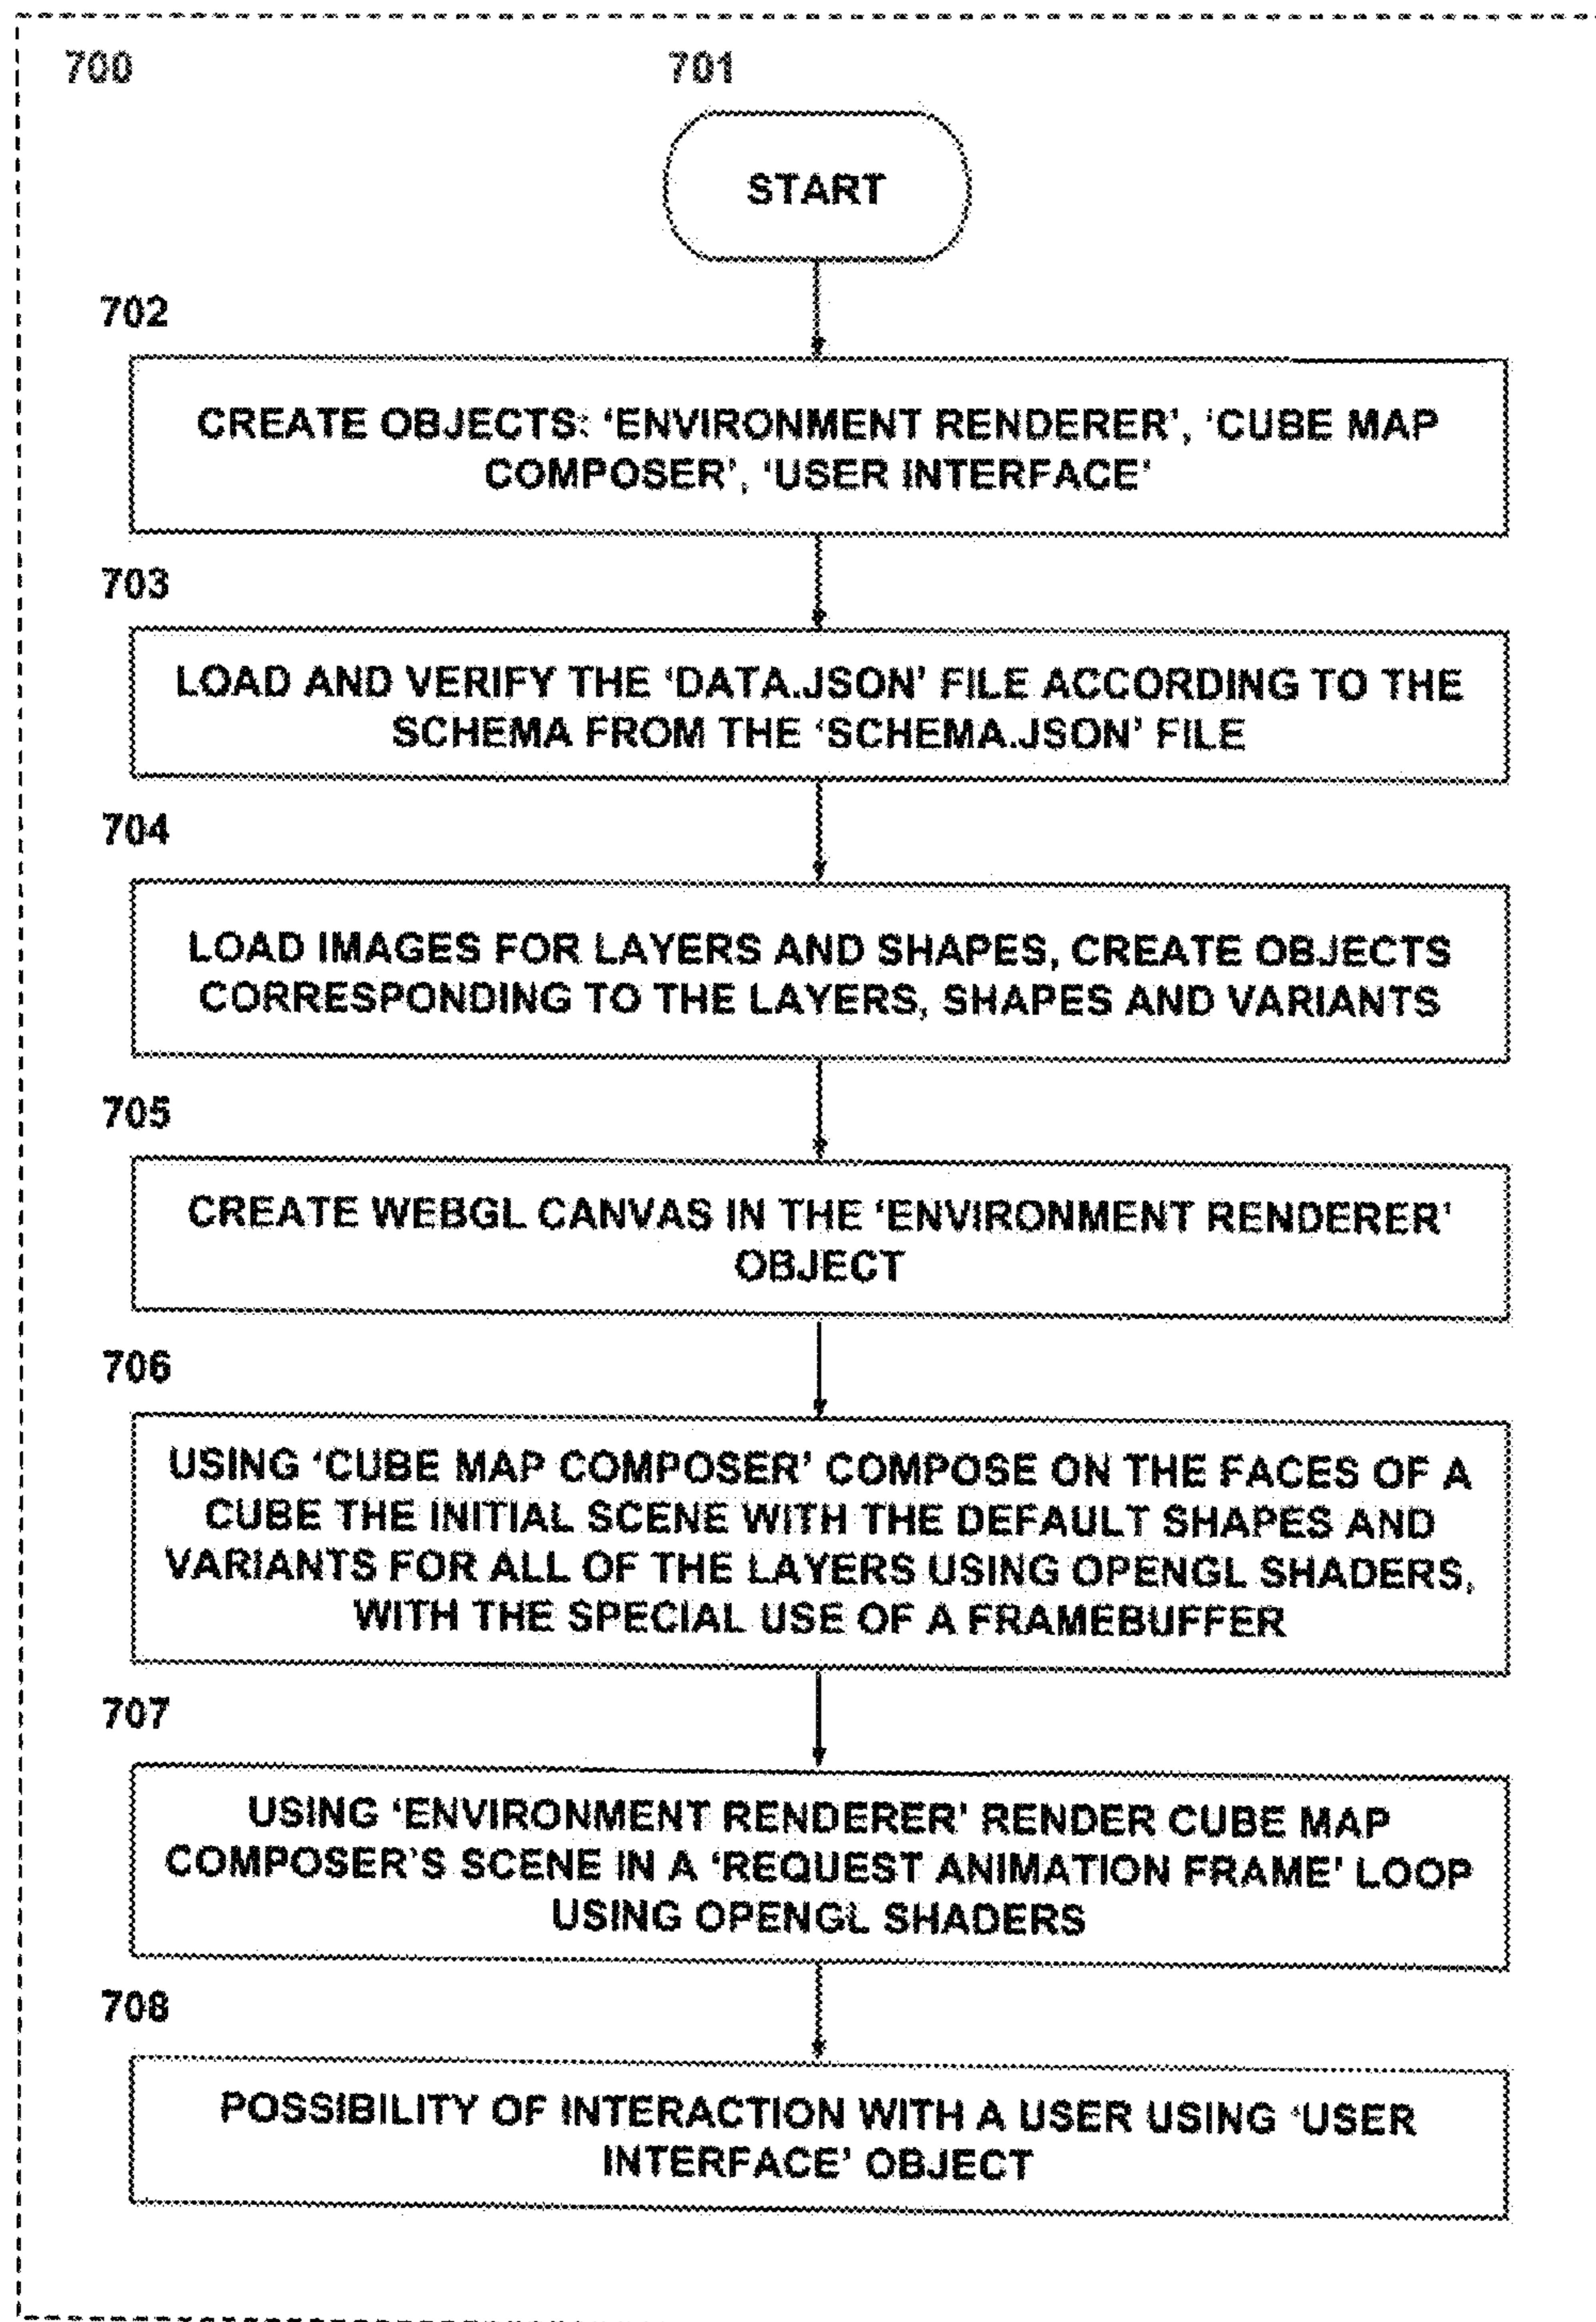 700
701
START
702
CREATE OBJECTS: ‘ENVIRONMENT RENDERER’, ‘CUBE MAP
COMPOSER’, ‘USER INTERFACE’
703
LOAD AND VERIFY THE ‘DATA.JSON’ FILE ACCORDING TO THE
SCHEMA FROM THE ‘SCHEMA.JSON’ FILE
704
LOAD IMAGES FOR LAYERS AND SHAPES, CREATE OBJECTS
CORRESPONDING TO THE LAYERS, SHAPES AND VARIANTS
705
CREATE WEBGL CANVAS IN THE ‘ENVIRONMENT RENDERER’
OBJECT
706
USING ‘CUBE MAP COMPOSER’ COMPOSE ON THE FACES OF A
CUBE THE INITIAL SCENE WITH THE DEFAULT SHAPES AND
VARIANTS FOR ALL OF THE LAYERS USING OPENGL SHADERS,
WITH THE SPECIAL USE OF A FRAMEBUFFER
707
USING ‘ENVIRONMENT RENDERER’ RENDER CUBE MAP
COMPOSER’S SCENE IN A ‘REQUEST ANIMATION FRAME’ LOOP
USING OPENGL SHADERS
708
POSSIBILITY OF INTERACTION WITH A USER USING ‘USER
INTERFACE’ OBJECT